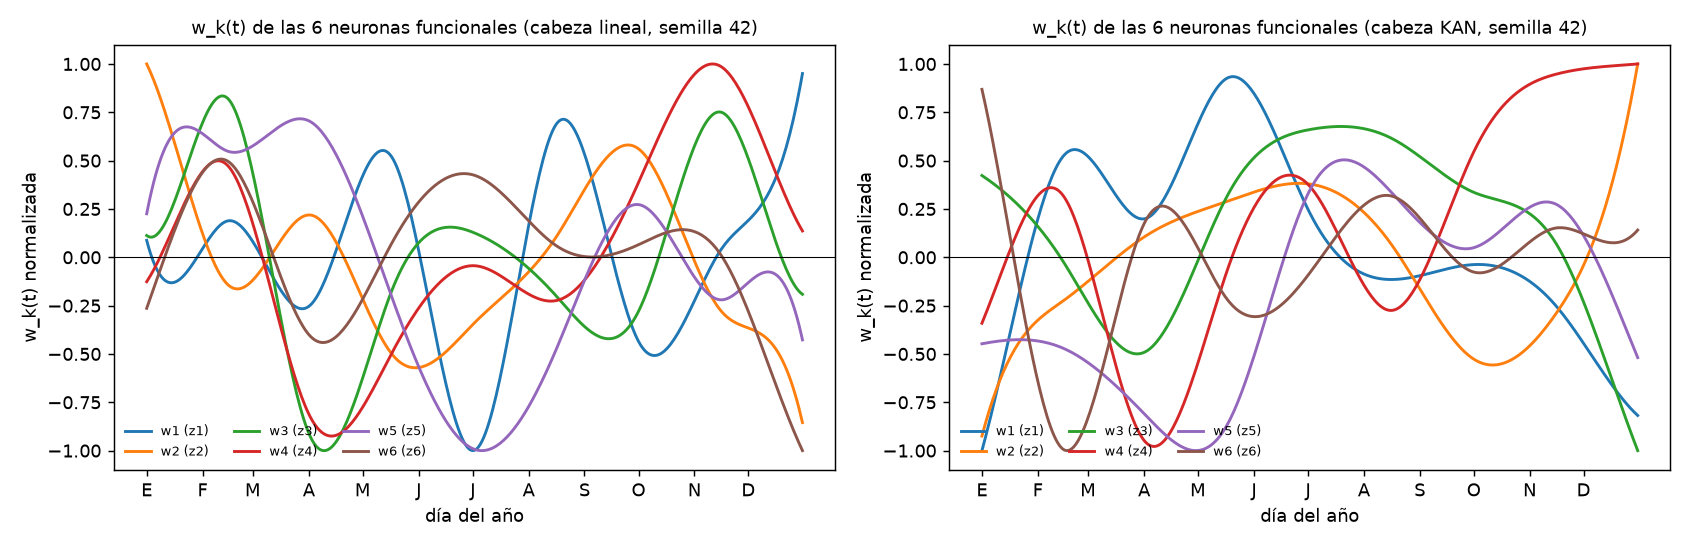 w_k(t) de las 6 neuronas funcionales (cabeza lineal, semilla 42)
w_k(t) normalizada
1.00
0.75
0.50
0.25
0.00
−0.25
−0.50
−0.75
−1.00
w1 (z1) w3 (z3) w5 (z5)
w2 (z2) w4 (z4) w6 (z6)
E F M A M J J A S O N D
día del año
w_k(t) de las 6 neuronas funcionales (cabeza KAN, semilla 42)
w_k(t) normalizada
1.00
0.75
0.50
0.25
0.00
−0.25
−0.50
−0.75
−1.00
w1 (z1) w3 (z3) w5 (z5)
w2 (z2) w4 (z4) w6 (z6)
E F M A M J J A S O N D
día del año